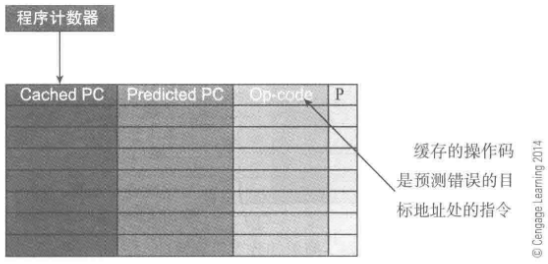 程序计数器
Cached PC Predicted PC Op-code P
缓存的操作码
是预测错误的目
标地址处的指令
© Cengage Learning 2014